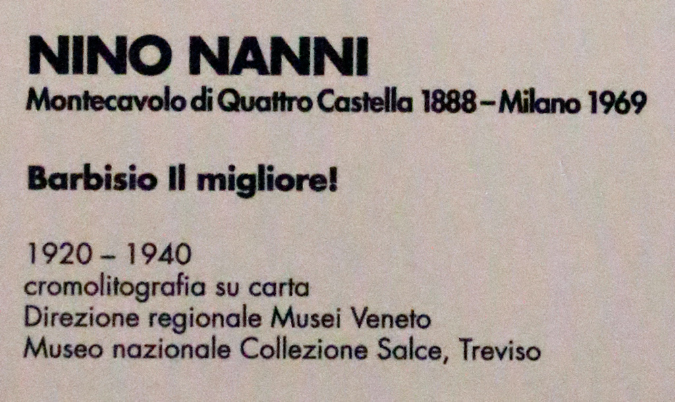 NINO NANNI
Montecavolo di Quattro Castella 1888–Milano 1969
Barbisio Il migliore!
1920 – 1940
cromolitografia su carta
Direzione regionale Musei Veneto
Museo nazionale Collezione Salce, Treviso